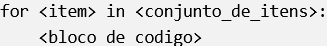 for <item> in <conjunto_de_itens>:
    <bloco de codigo>